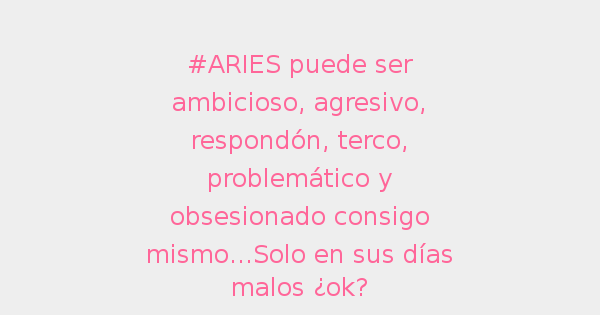 #ARIES puede ser
ambicioso, agresivo,
respondón, terco,
problemático y
obsesionado consigo
mismo...Solo en sus días
malos ¿ok?